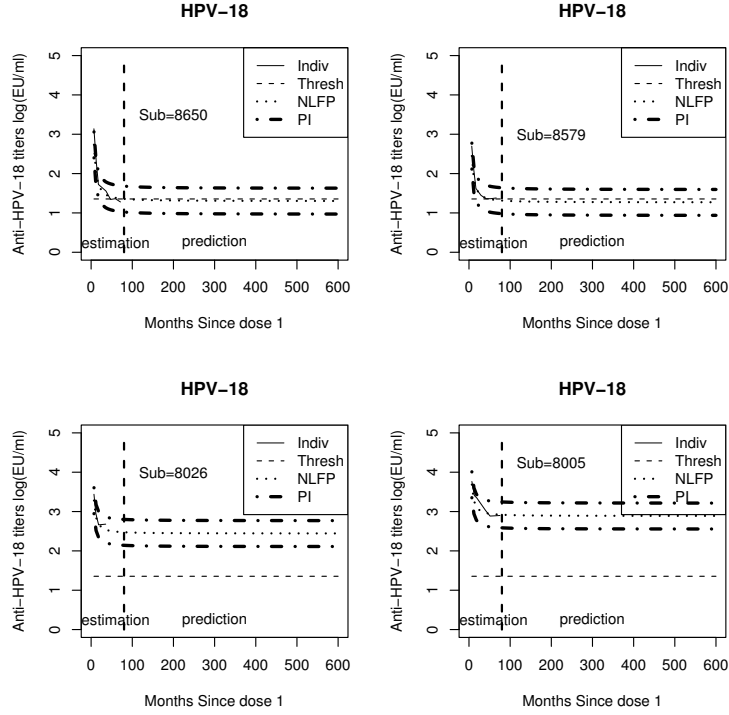 HPV−18
Anti−HPV−18 titers log(EU/ml)
5
4
3
2
1
0
Indiv
Thresh
NLFP
PI
Sub=8650
estimation
prediction
0 100 200 300 400 500 600
Months Since dose 1
HPV−18
Anti−HPV−18 titers log(EU/ml)
5
4
3
2
1
0
Indiv
Thresh
NLFP
PI
Sub=8579
estimation
prediction
0 100 200 300 400 500 600
Months Since dose 1
HPV−18
Anti−HPV−18 titers log(EU/ml)
5
4
3
2
1
0
Indiv
Thresh
NLFP
PI
Sub=8026
estimation
prediction
0 100 200 300 400 500 600
Months Since dose 1
HPV−18
Anti−HPV−18 titers log(EU/ml)
5
4
3
2
1
0
Indiv
Thresh
NLFP
PI
Sub=8005
estimation
prediction
0 100 200 300 400 500 600
Months Since dose 1